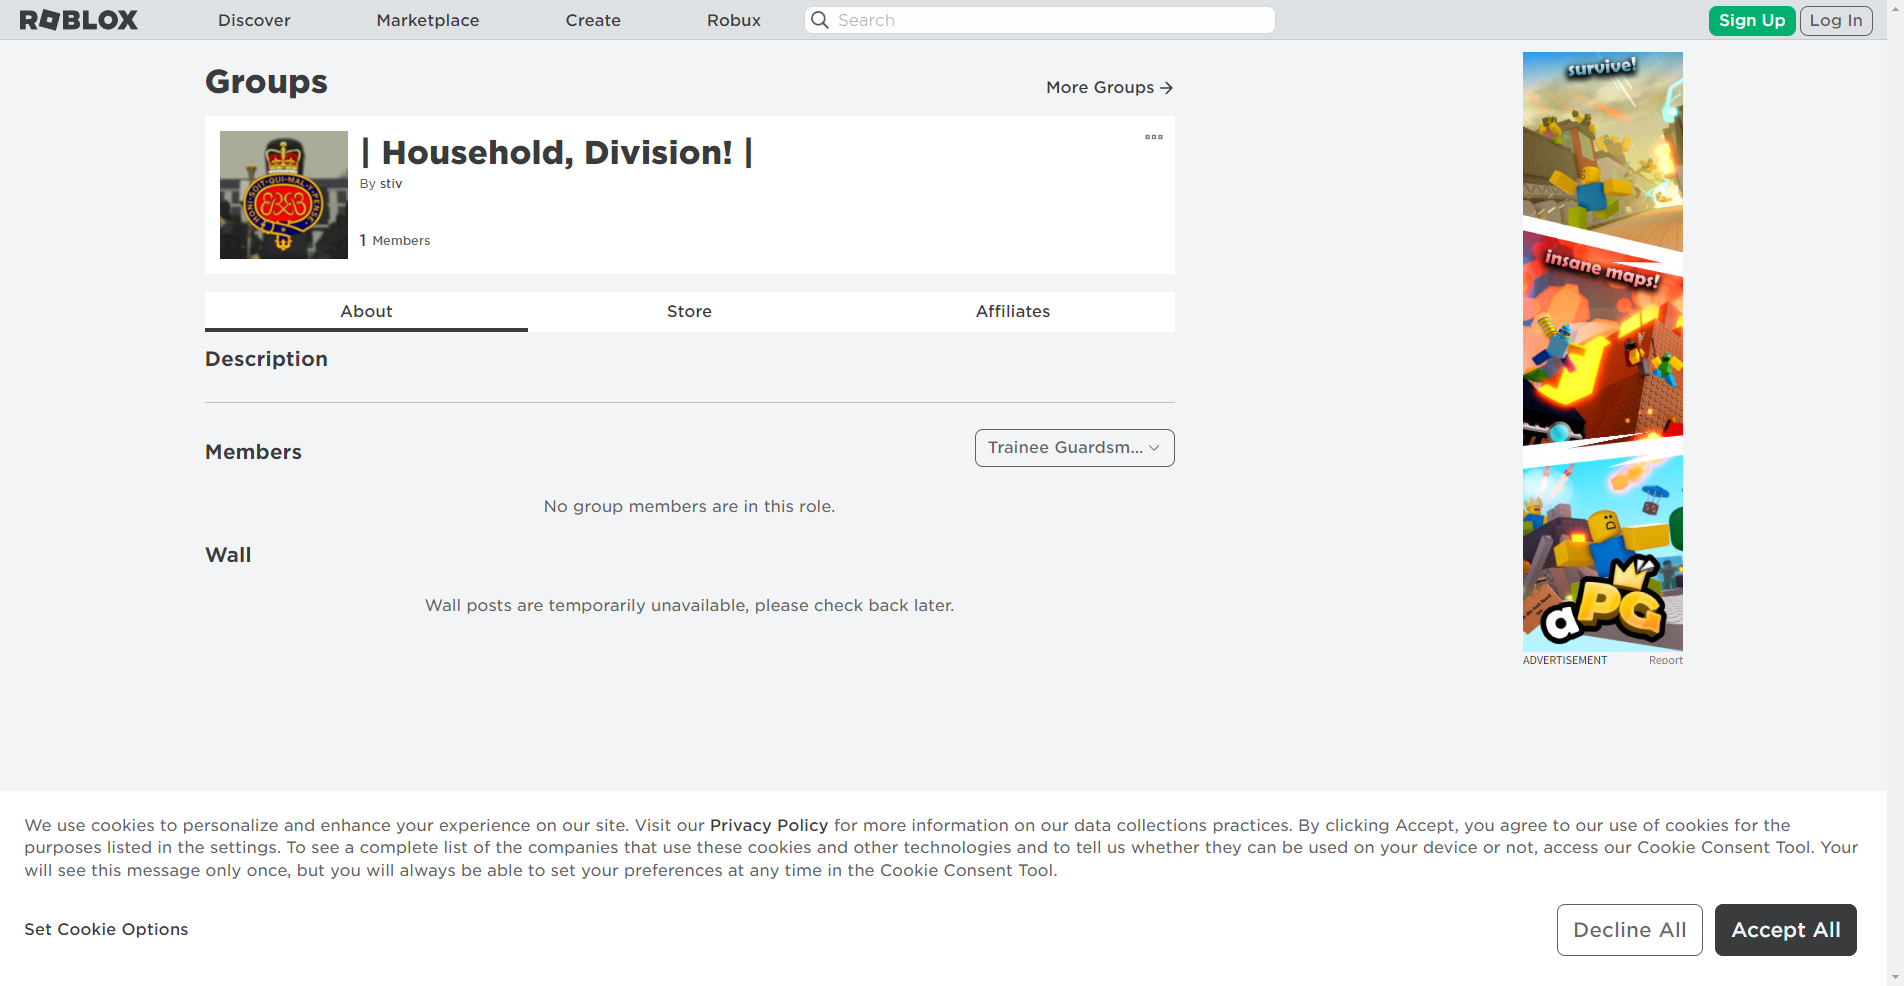 ROBLOX
Discover
Marketplace
Create
Robux
Search
Sign Up
Log In
Groups
More Groups
| Household, Division! |
By stiv
1 Members
HONI·SOIT·QUI·MAL·Y·PENSE
About
Store
Affiliates
Description
Members
Trainee Guardsm...
No group members are in this role.
Wall
Wall posts are temporarily unavailable, please check back later.
survive!
insane maps!
aPG
ADVERTISEMENT
Report
We use cookies to personalize and enhance your experience on our site. Visit our Privacy Policy for more information on our data collections practices. By clicking Accept, you agree to our use of cookies for the
purposes listed in the settings. To see a complete list of the companies that use these cookies and other technologies and to tell us whether they can be used on your device or not, access our Cookie Consent Tool. Your
will see this message only once, but you will always be able to set your preferences at any time in the Cookie Consent Tool.
Set Cookie Options
Decline All
Accept All